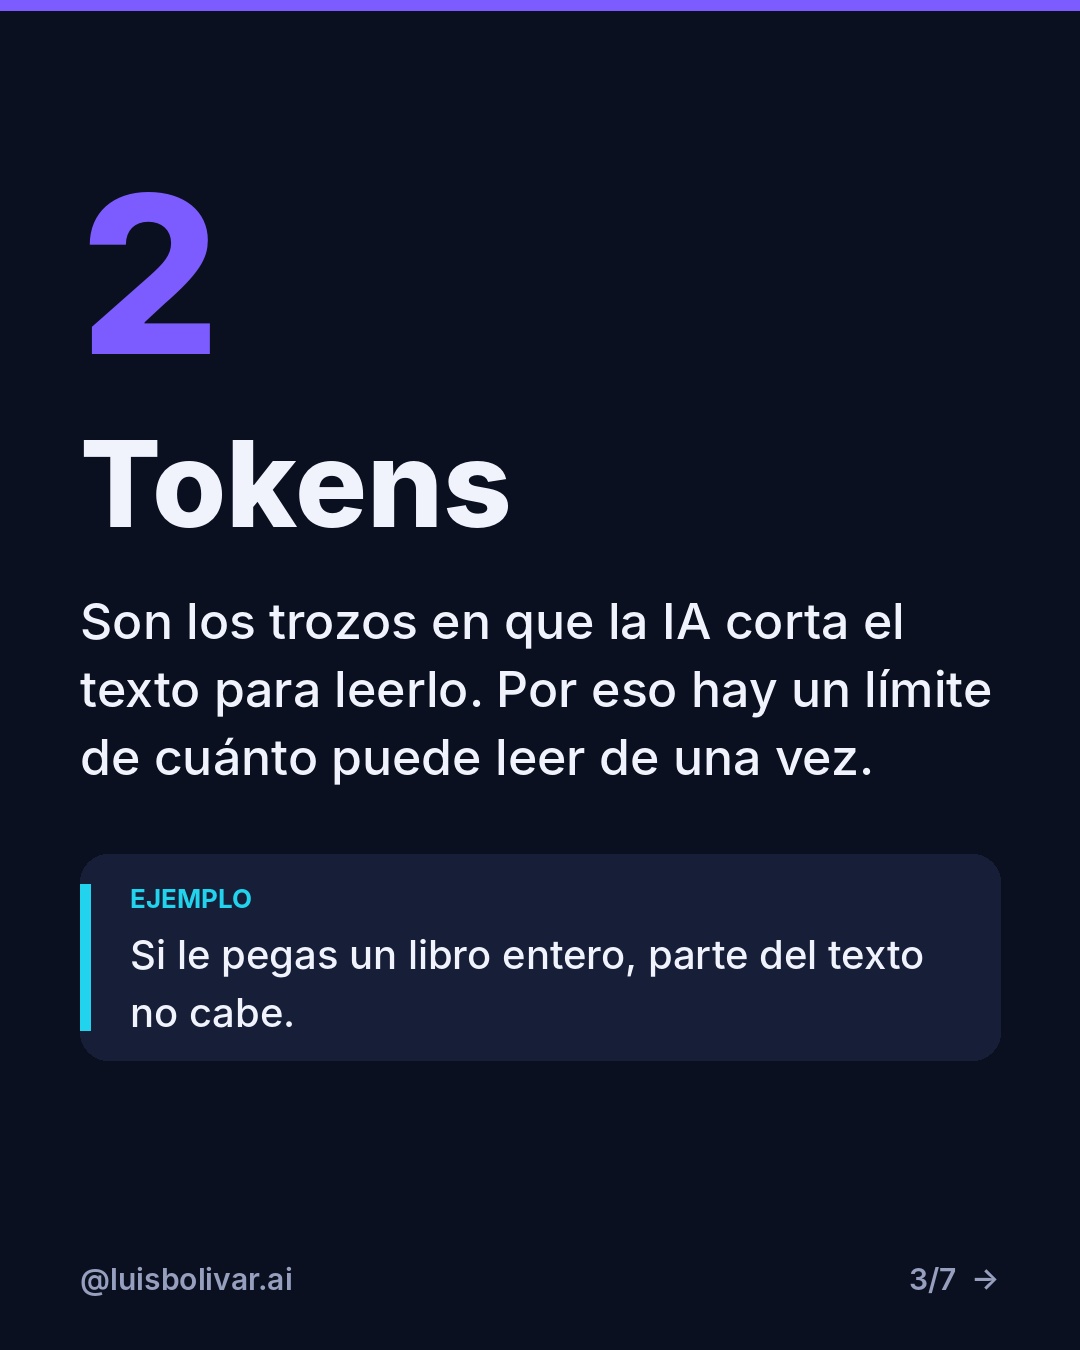 2
Tokens
Son los trozos en que la IA corta el
texto para leerlo. Por eso hay un límite
de cuánto puede leer de una vez.
EJEMPLO
Si le pegas un libro entero, parte del texto
no cabe.
@luisbolivar.ai
3/7 →